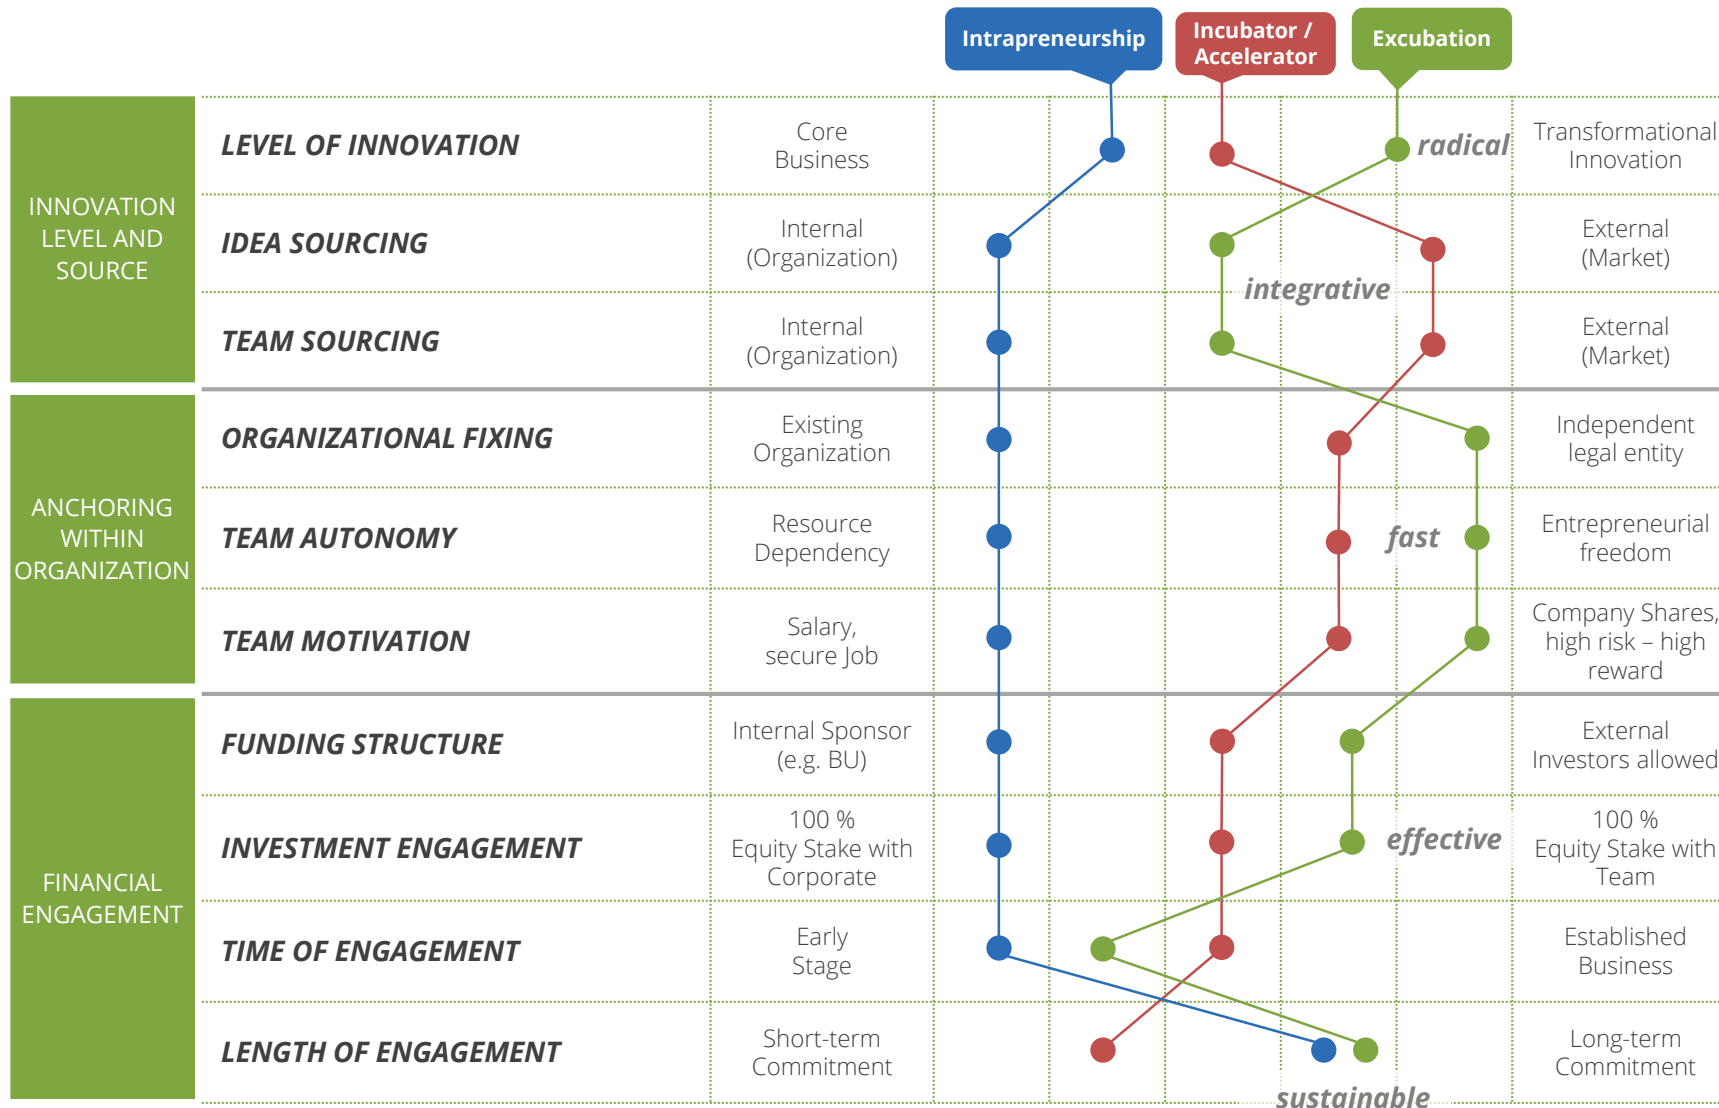 Intrapreneurship
Incubator /
Accelerator
Excubation
INNOVATION
LEVEL AND
SOURCE
LEVEL OF INNOVATION
Core
Business
radical
Transformational
Innovation
IDEA SOURCING
Internal
(Organization)
External
(Market)
integrative
TEAM SOURCING
Internal
(Organization)
External
(Market)
ANCHORING
WITHIN
ORGANIZATION
ORGANIZATIONAL FIXING
Existing
Organization
Independent
legal entity
TEAM AUTONOMY
Resource
Dependency
fast
Entrepreneurial
freedom
TEAM MOTIVATION
Salary,
secure Job
Company Shares,
high risk – high
reward
FINANCIAL
ENGAGEMENT
FUNDING STRUCTURE
Internal Sponsor
(e.g. BU)
External
Investors allowed
INVESTMENT ENGAGEMENT
100 %
Equity Stake with
Corporate
effective
100 %
Equity Stake with
Team
TIME OF ENGAGEMENT
Early
Stage
Established
Business
LENGTH OF ENGAGEMENT
Short-term
Commitment
Long-term
Commitment
sustainable